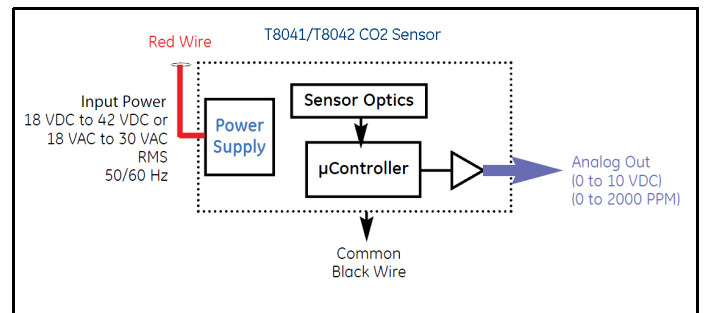 T8041/T8042 CO2 Sensor
Red Wire
Input Power
18 VDC to 42 VDC or
18 VAC to 30 VAC
RMS
50/60 Hz
Power
Supply
Sensor Optics
µController
Analog Out
(0 to 10 VDC)
(0 to 2000 PPM)
Common
Black Wire